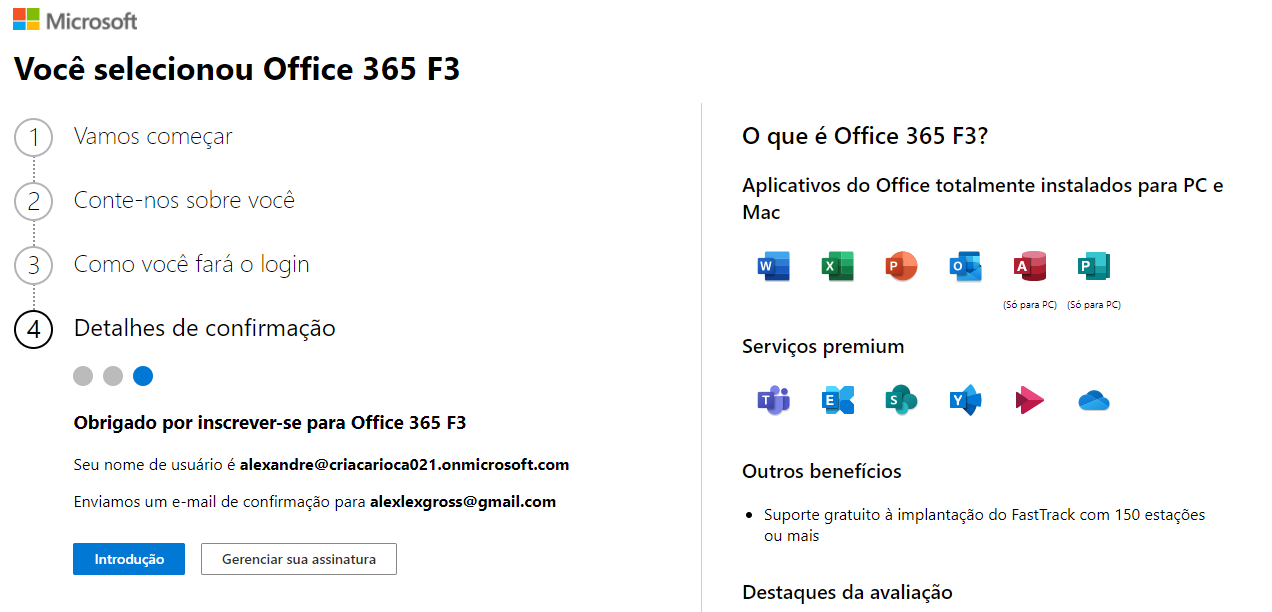 Microsoft
Você selecionou Office 365 F3
1 Vamos começar
2 Conte-nos sobre você
3 Como você fará o login
4 Detalhes de confirmação
Obrigado por inscrever-se para Office 365 F3
Seu nome de usuário é alexandre@criacarioca021.onmicrosoft.com
Enviamos um e-mail de confirmação para alexlexgross@gmail.com
Introdução Gerenciar sua assinatura
O que é Office 365 F3?
Aplicativos do Office totalmente instalados para PC e
Mac
W X P O A P
(Só para PC) (Só para PC)
Serviços premium
T E S Y
Outros benefícios
• Suporte gratuito à implantação do FastTrack com 150 estações
ou mais
Destaques da avaliação